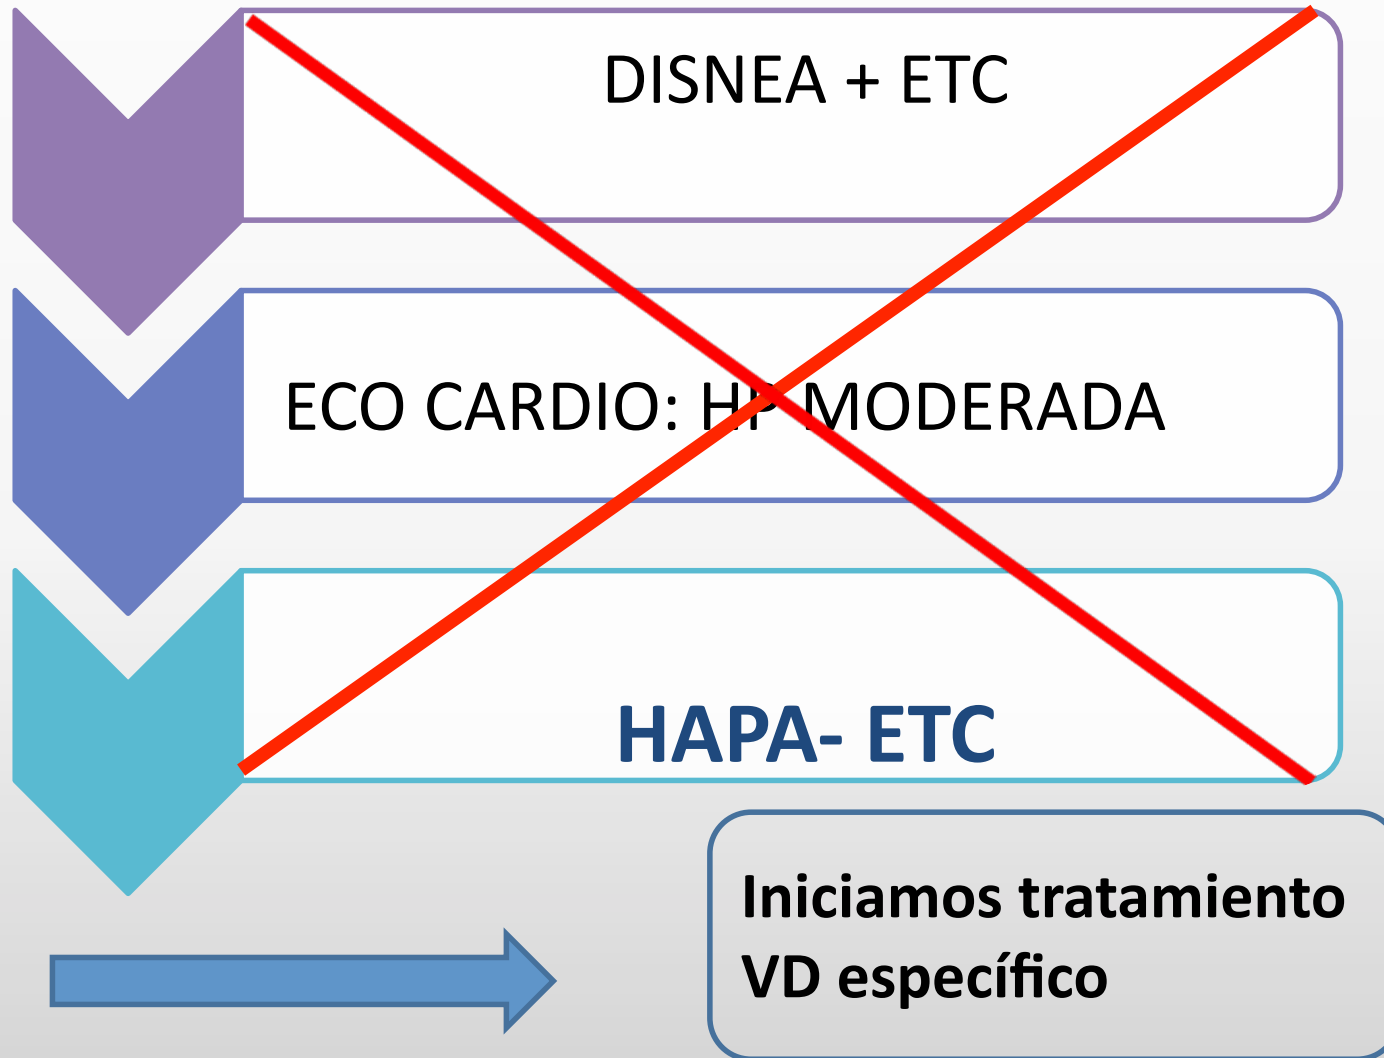 DISNEA + ETC
ECO CARDIO: HP MODERADA
HAPA- ETC
Iniciamos tratamiento
VD específico